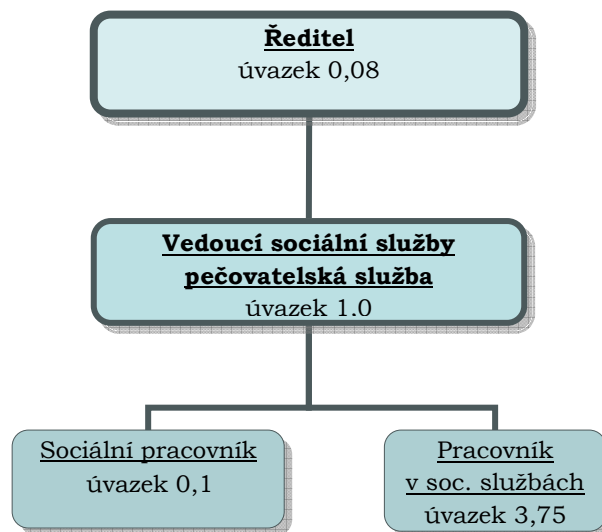 Ředitel
úvazek 0,08
Vedoucí sociální služby
pečovatelská služba
úvazek 1.0
Sociální pracovník
úvazek 0,1
Pracovník
v soc. službách
úvazek 3,75